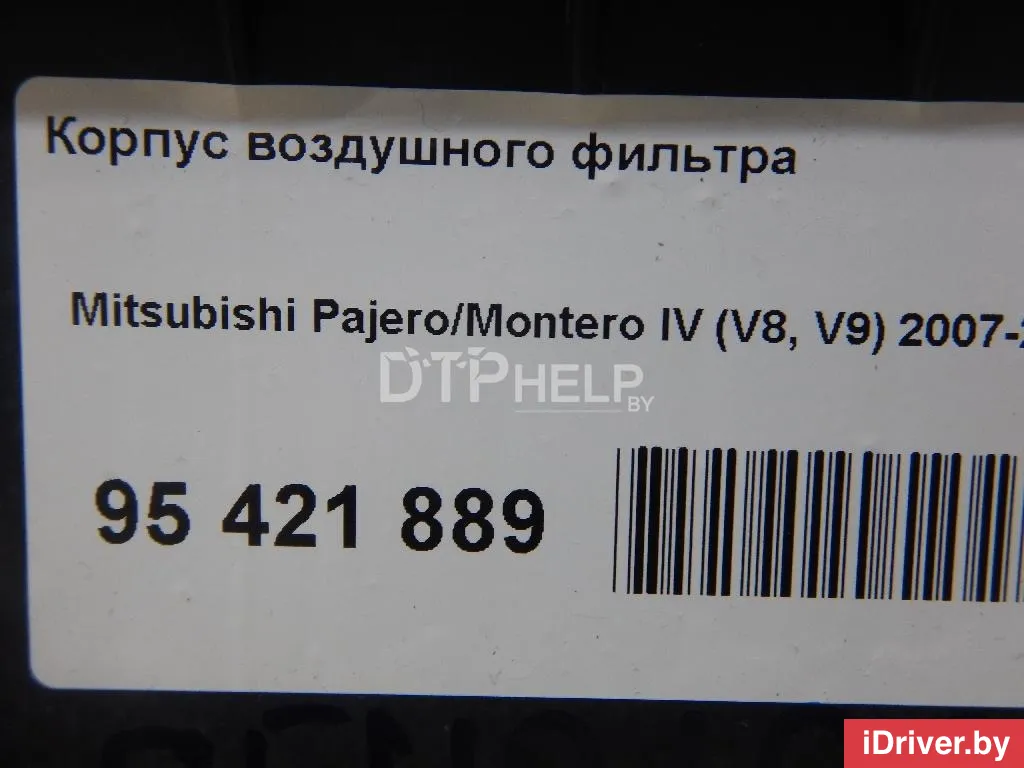 Корпус воздушного фильтра
Mitsubishi Pajero/Montero IV (V8, V9) 2007-
DTPHELP
BY
95 421 889
iDriver.by